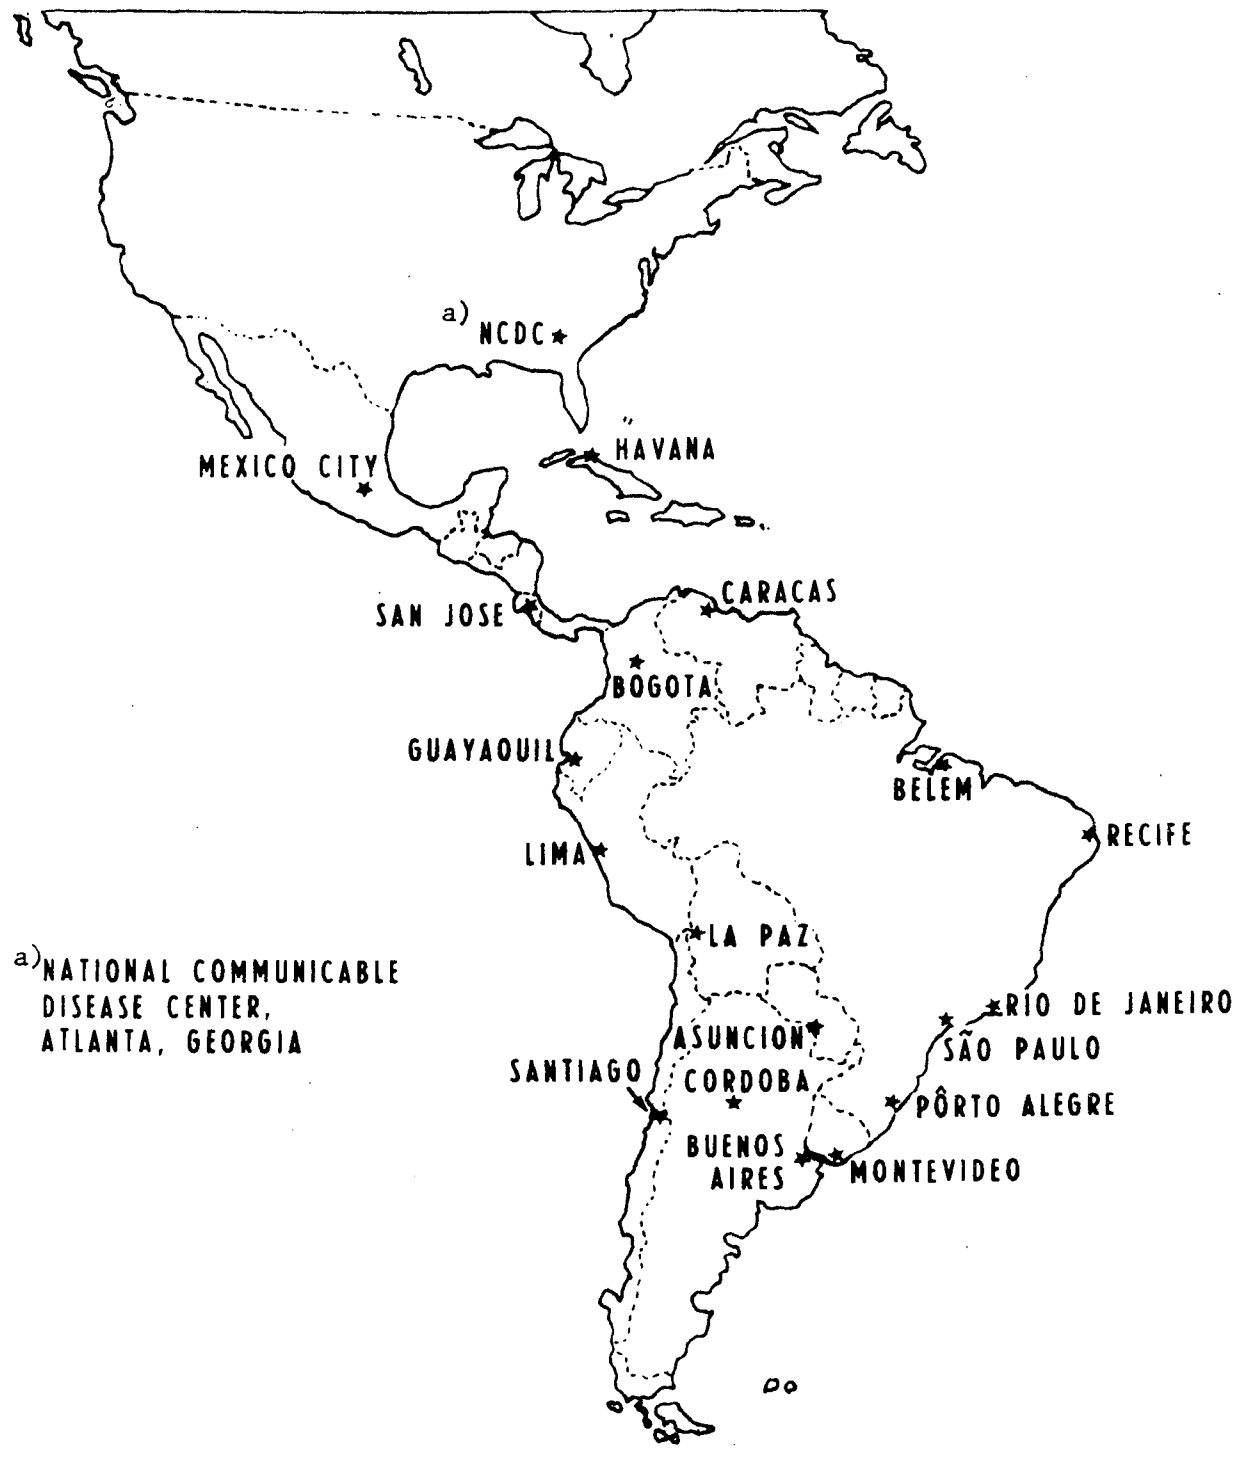 a)
NCDC
HAVANA
MEXICO CITY
CARACAS
SAN JOSE
BOGOTA
GUAYAQUIL
BELEM
RECIFE
LIMA
LA PAZ
a) NATIONAL COMMUNICABLE
DISEASE CENTER,
ATLANTA, GEORGIA
RIO DE JANEIRO
ASUNCION
SÃO PAULO
SANTIAGO
CORDOBA
PÔRTO ALEGRE
BUENOS
AIRES
MONTEVIDEO